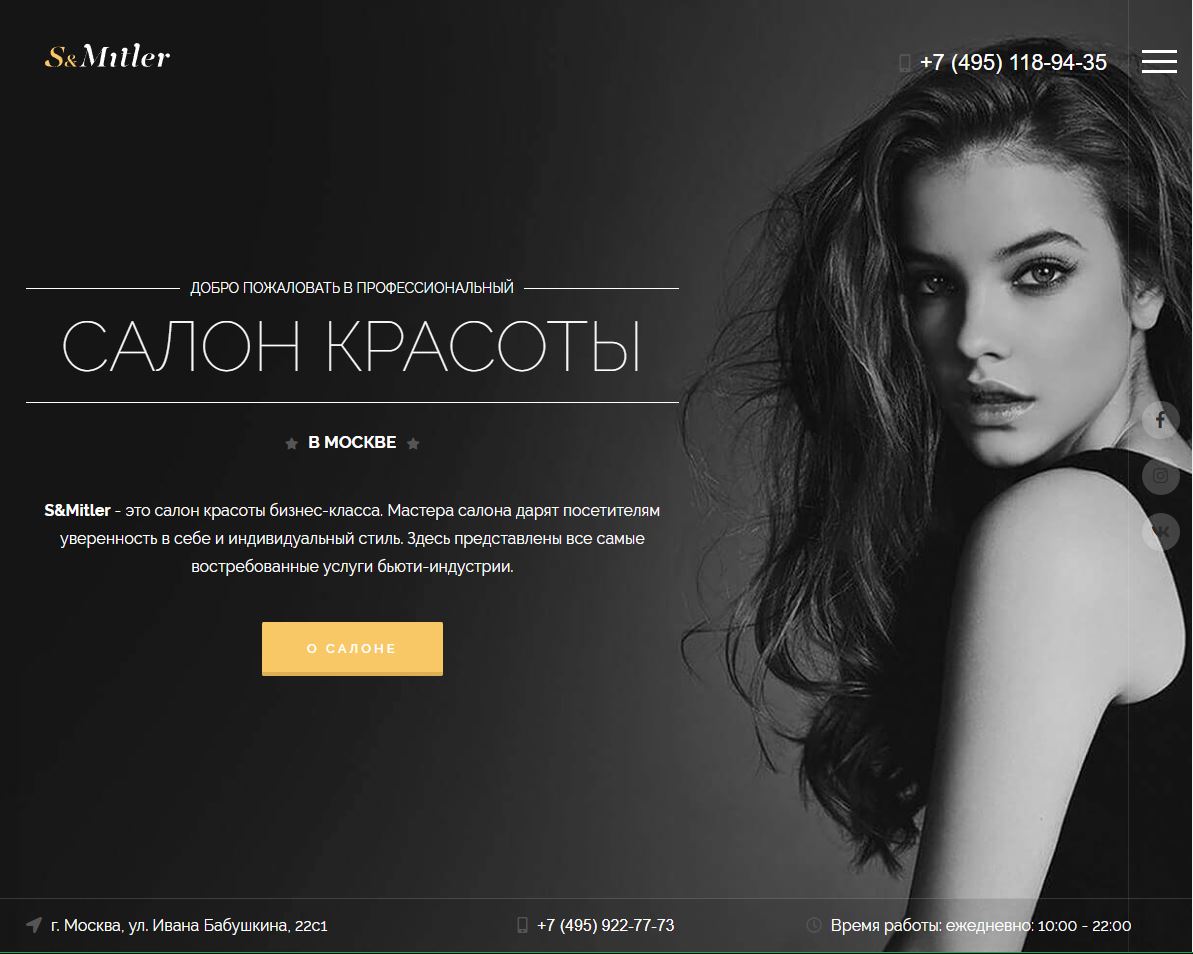 S&Mitler
+7 (495) 118-94-35
ДОБРО ПОЖАЛОВАТЬ В ПРОФЕССИОНАЛЬНЫЙ
САЛОН КРАСОТЫ
В МОСКВЕ
S&Mitler - это салон красоты бизнес-класса. Мастера салона дарят посетителям
уверенность в себе и индивидуальный стиль. Здесь представлены все самые
востребованные услуги бьюти-индустрии.
О САЛОНЕ
г. Москва, ул. Ивана Бабушкина, 22с1
+7 (495) 922-77-73
Время работы: ежедневно: 10:00 - 22:00